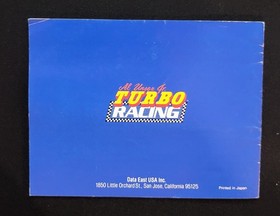 Al Unser Jr.
TURBO
RACING
Data East USA Inc.
1850 Little Orchard St., San Jose, California 95125
Printed in Japan